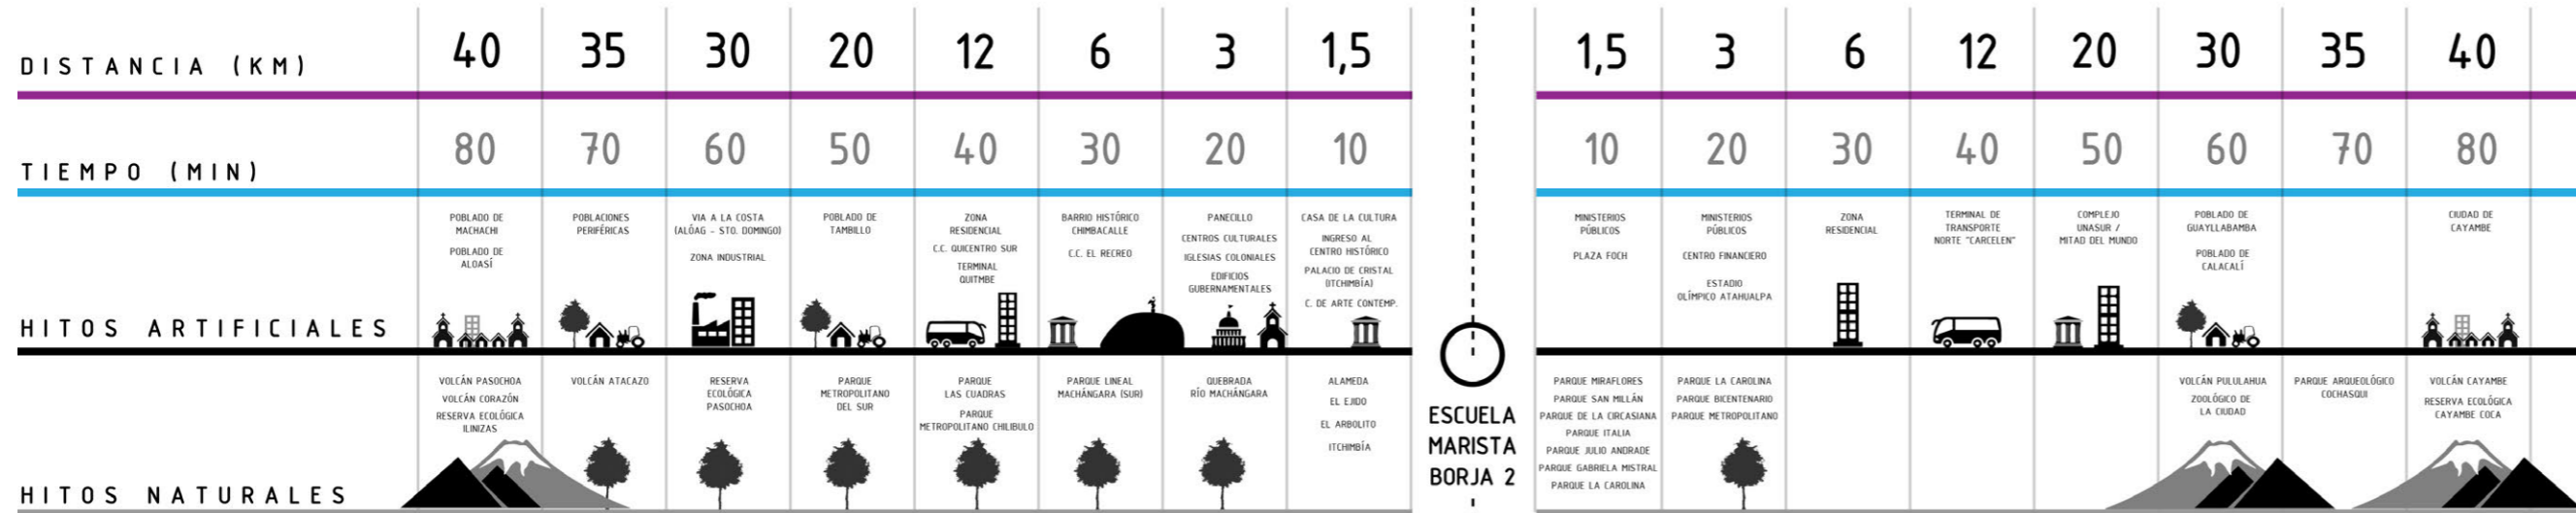 DISTANCIA (KM)
40 35 30 20 12 6 3 1,5 1,5 3 6 12 20 30 35 40
TIEMPO (MIN)
80 70 60 50 40 30 20 10 10 20 30 40 50 60 70 80
HITOS ARTIFICIALES
POBLADO DE
MACHACHI
POBLADO DE
ALOASÍ
POBLACIONES
PERIFÉRICAS
VIA A LA COSTA
(ALÓAG - STO. DOMINGO)
ZONA INDUSTRIAL
POBLADO DE
TAMBILLO
ZONA
RESIDENCIAL
C.C. QUICENTRO SUR
TERMINAL
QUITMBE
BARRIO HISTÓRICO
CHIMBACALLE
C.C. EL RECREO
PANECILLO
CENTROS CULTURALES
IGLESIAS COLONIALES
EDIFICIOS
GUBERNAMENTALES
CASA DE LA CULTURA
INGRESO AL
CENTRO HISTÓRICO
PALACIO DE CRISTAL
(ITCHIMBÍA)
C. DE ARTE CONTEMP.
MINISTERIOS
PÚBLICOS
PLAZA FOCH
MINISTERIOS
PÚBLICOS
CENTRO FINANCIERO
ESTADIO
OLÍMPICO ATAHUALPA
ZONA
RESIDENCIAL
TERMINAL DE
TRANSPORTE
NORTE "CARCELEN"
COMPLEJO
UNASUR /
MITAD DEL MUNDO
POBLADO DE
GUAYLLABAMBA
POBLADO DE
CALACALÍ
CIUDAD DE
CAYAMBE
HITOS NATURALES
VOLCÁN PASOCHOA
VOLCÁN CORAZÓN
RESERVA ECOLÓGICA
ILINIZAS
VOLCÁN ATACAZO
RESERVA
ECOLÓGICA
PASOCHOA
PARQUE
METROPOLITANO
DEL SUR
PARQUE
LAS CUADRAS
PARQUE
METROPOLITANO CHILIBULO
PARQUE LINEAL
MACHÁNGARA (SUR)
QUEBRADA
RÍO MACHÁNGARA
ALAMEDA
EL EJIDO
EL ARBOLITO
ITCHIMBÍA
ESCUELA
MARISTA
BORJA 2
PARQUE MIRAFLORES
PARQUE SAN MILLÁN
PARQUE DE LA CIRCASIANA
PARQUE ITALIA
PARQUE JULIO ANDRADE
PARQUE GABRIELA MISTRAL
PARQUE LA CAROLINA
PARQUE LA CAROLINA
PARQUE BICENTENARIO
PARQUE METROPOLITANO
VOLCÁN PULULAHUA
ZOOLÓGICO DE
LA CIUDAD
PARQUE ARQUEOLÓGICO
COCHASQUI
VOLCÁN CAYAMBE
RESERVA ECOLÓGICA
CAYAMBE COCA